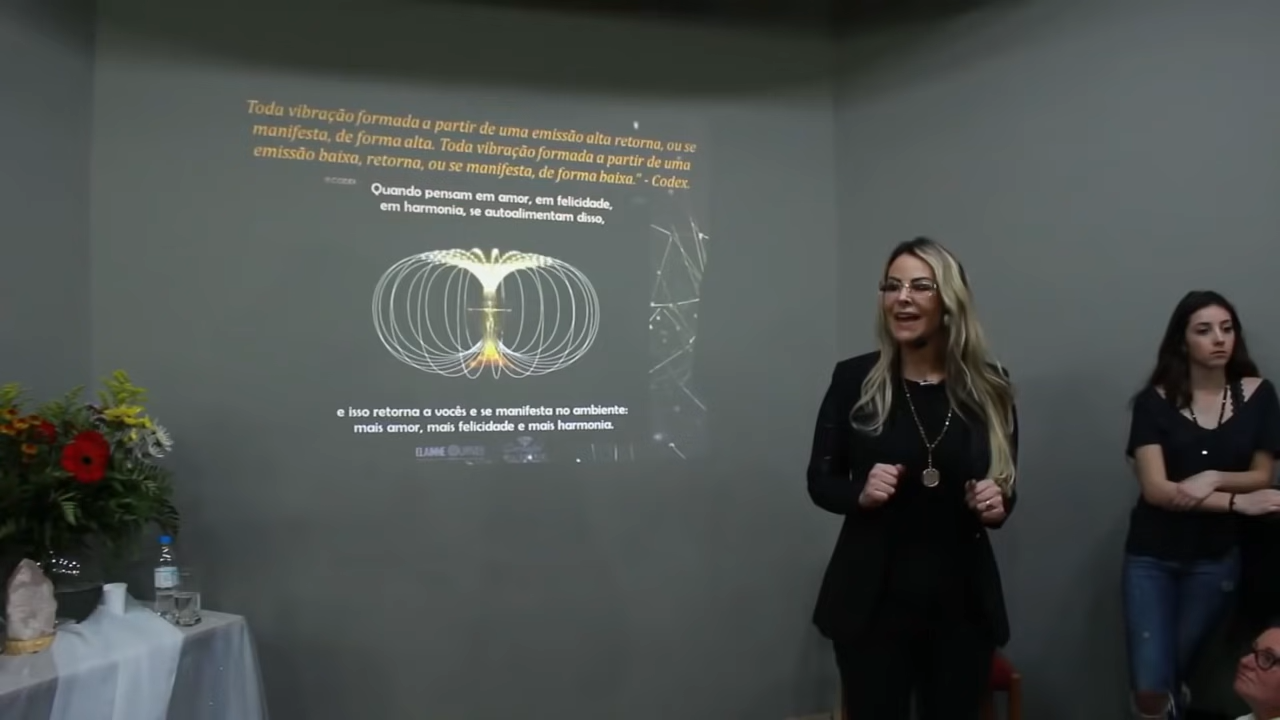 Toda vibração formada a partir de uma emissão alta retorna, ou se
manifesta, de forma alta. Toda vibração formada a partir de uma
emissão baixa, retorna, ou se manifesta, de forma baixa." - Codex.
Quando pensam em amor, em felicidade,
em harmonia, se autoalimentam disso,
e isso retorna a vocês e se manifesta no ambiente:
mais amor, mais felicidade e mais harmonia.
ELAINNE